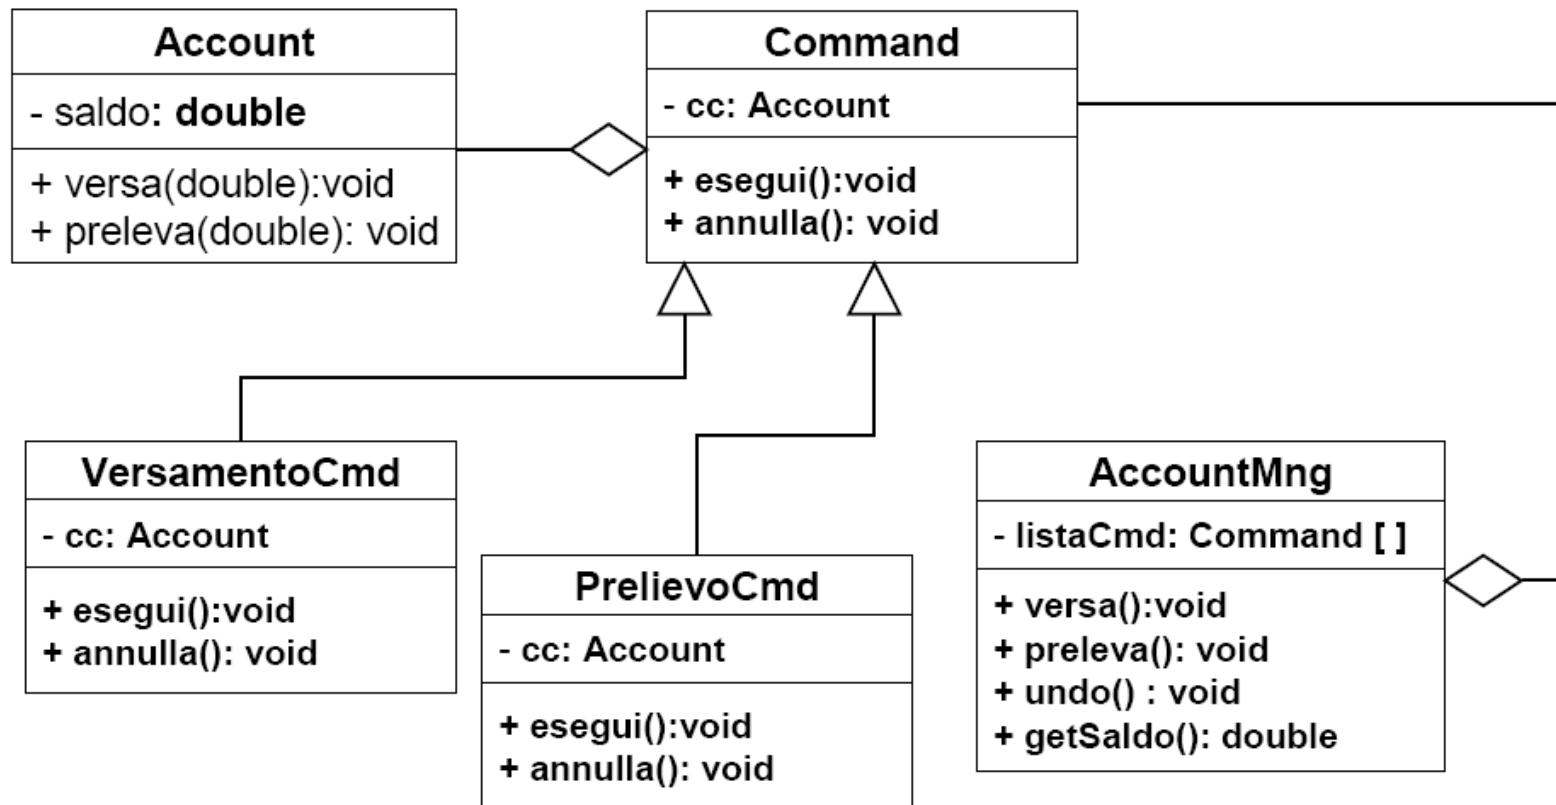 Account
- saldo: double
+ versa(double):void
+ preleva(double): void
Command
- cc: Account
+ esegui():void
+ annulla(): void
VersamentoCmd
- cc: Account
+ esegui():void
+ annulla(): void
PrelievoCmd
- cc: Account
+ esegui():void
+ annulla(): void
AccountMng
- listaCmd: Command [ ]
+ versa():void
+ preleva(): void
+ undo() : void
+ getSaldo(): double